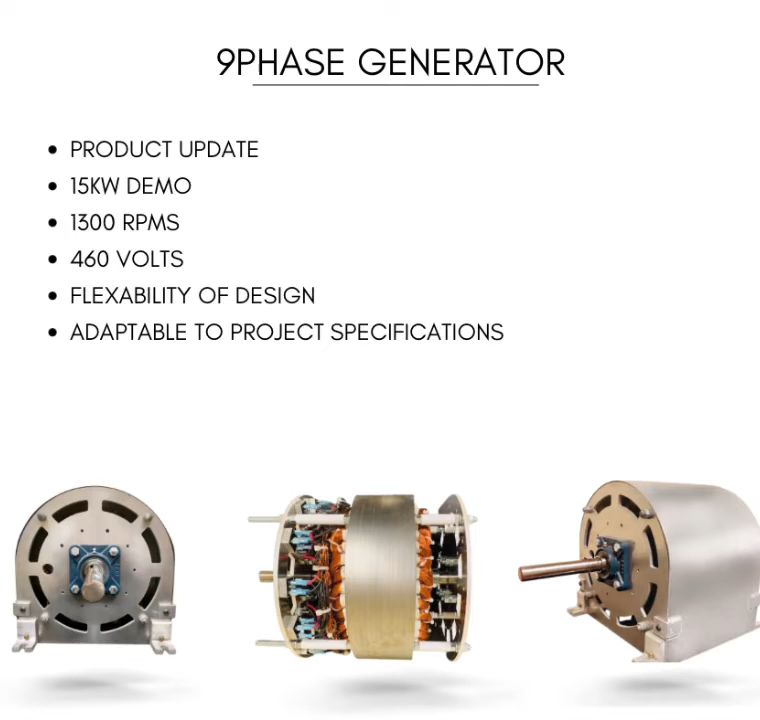 9PHASE GENERATOR
PRODUCT UPDATE
15KW DEMO
1300 RPMS
460 VOLTS
FLEXABILITY OF DESIGN
ADAPTABLE TO PROJECT SPECIFICATIONS